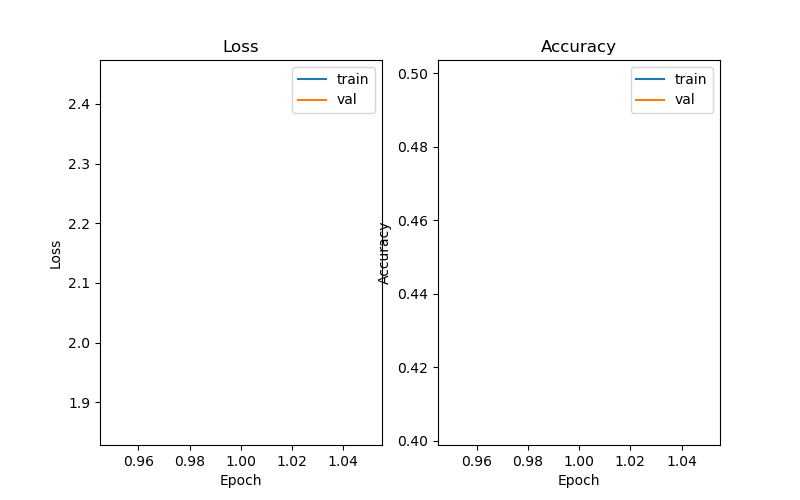 Loss
train
val
2.4
2.3
2.2
2.1
2.0
1.9
Loss
0.96 0.98 1.00 1.02 1.04
Epoch
Accuracy
train
val
0.50
0.48
0.46
0.44
0.42
0.40
Accuracy
0.96 0.98 1.00 1.02 1.04
Epoch